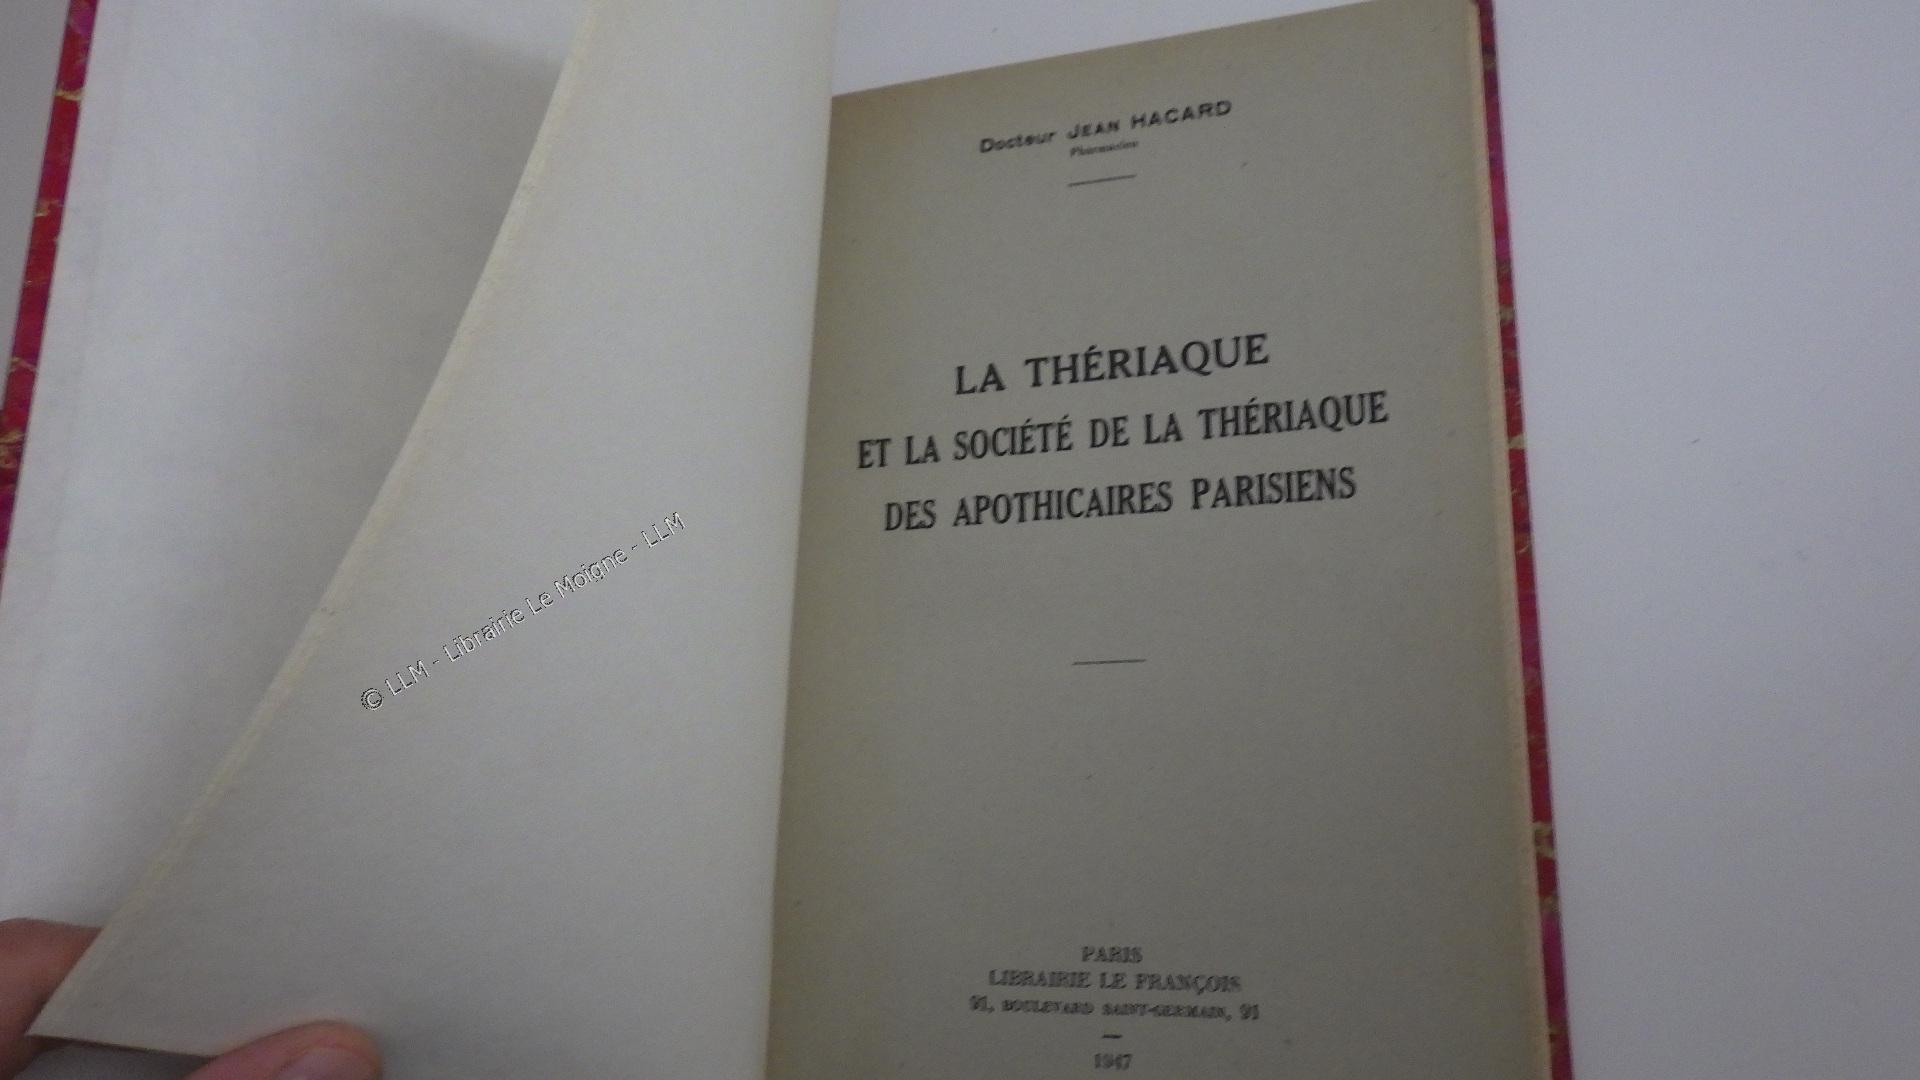 Docteur JEAN HACARD
Pharmacien
LA THÉRIAQUE
ET LA SOCIÉTÉ DE LA THÉRIAQUE
DES APOTHICAIRES PARISIENS
PARIS
LIBRAIRIE LE FRANÇOIS
91, BOULEVARD SAINT-GERMAIN, 91
1947
© LLM - Librairie Le Moigne - LLM